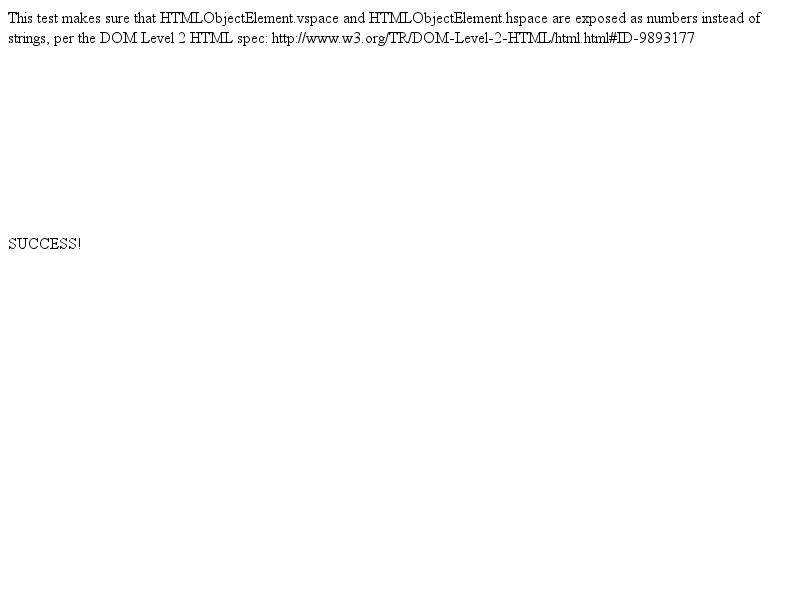 This test makes sure that HTMLObjectElement.vspace and HTMLObjectElement.hspace are exposed as numbers instead of
strings, per the DOM Level 2 HTML spec: http://www.w3.org/TR/DOM-Level-2-HTML/html.html#ID-9893177
SUCCESS!